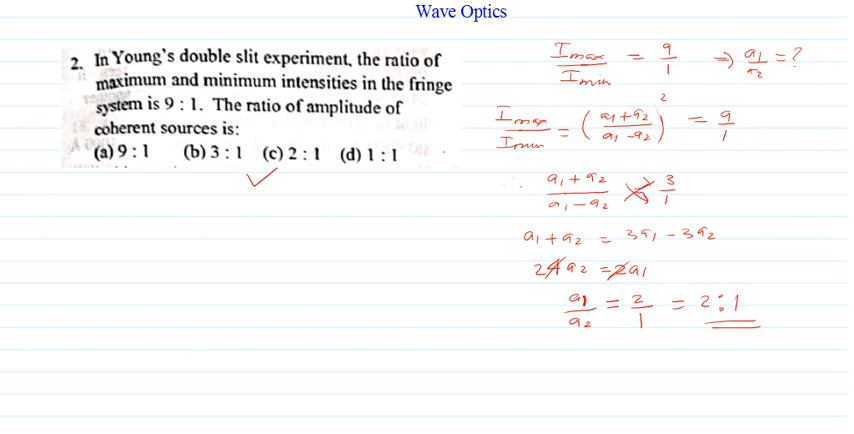 Wave Optics
2. In Young's double slit experiment, the ratio of
maximum and minimum intensities in the fringe
system is 9 : 1. The ratio of amplitude of
coherent sources is:
(a) 9 : 1 (b) 3 : 1 (c) 2 : 1 (d) 1 : 1
Imax/Imin = 9/1 ⇒ a1/a2 = ?
Imax/Imin = (a1+a2/a1-a2)² = 9/1
a1+a2/a1-a2 = 3/1
a1+a2 = 3a1-3a2
2 4a2 = 2a1
a1/a2 = 2/1 = 2:1